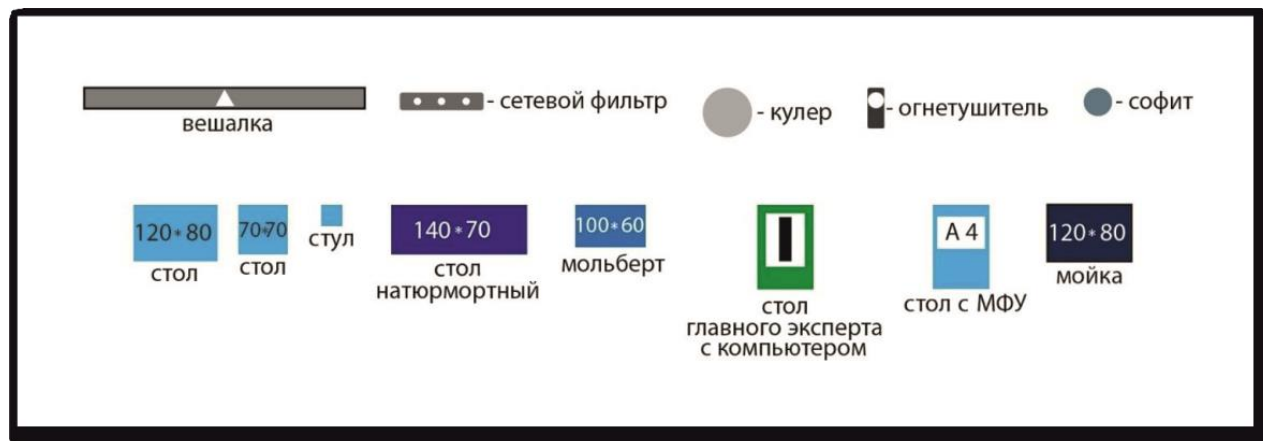 вешалка
- сетевой фильтр
- кулер
- огнетушитель
- софит
120*80
стол
70*70
стол
стул
140*70
стол
натюрмортный
100*60
мольберт
стол
главного эксперта
с компьютером
А 4
стол с МФУ
120*80
мойка